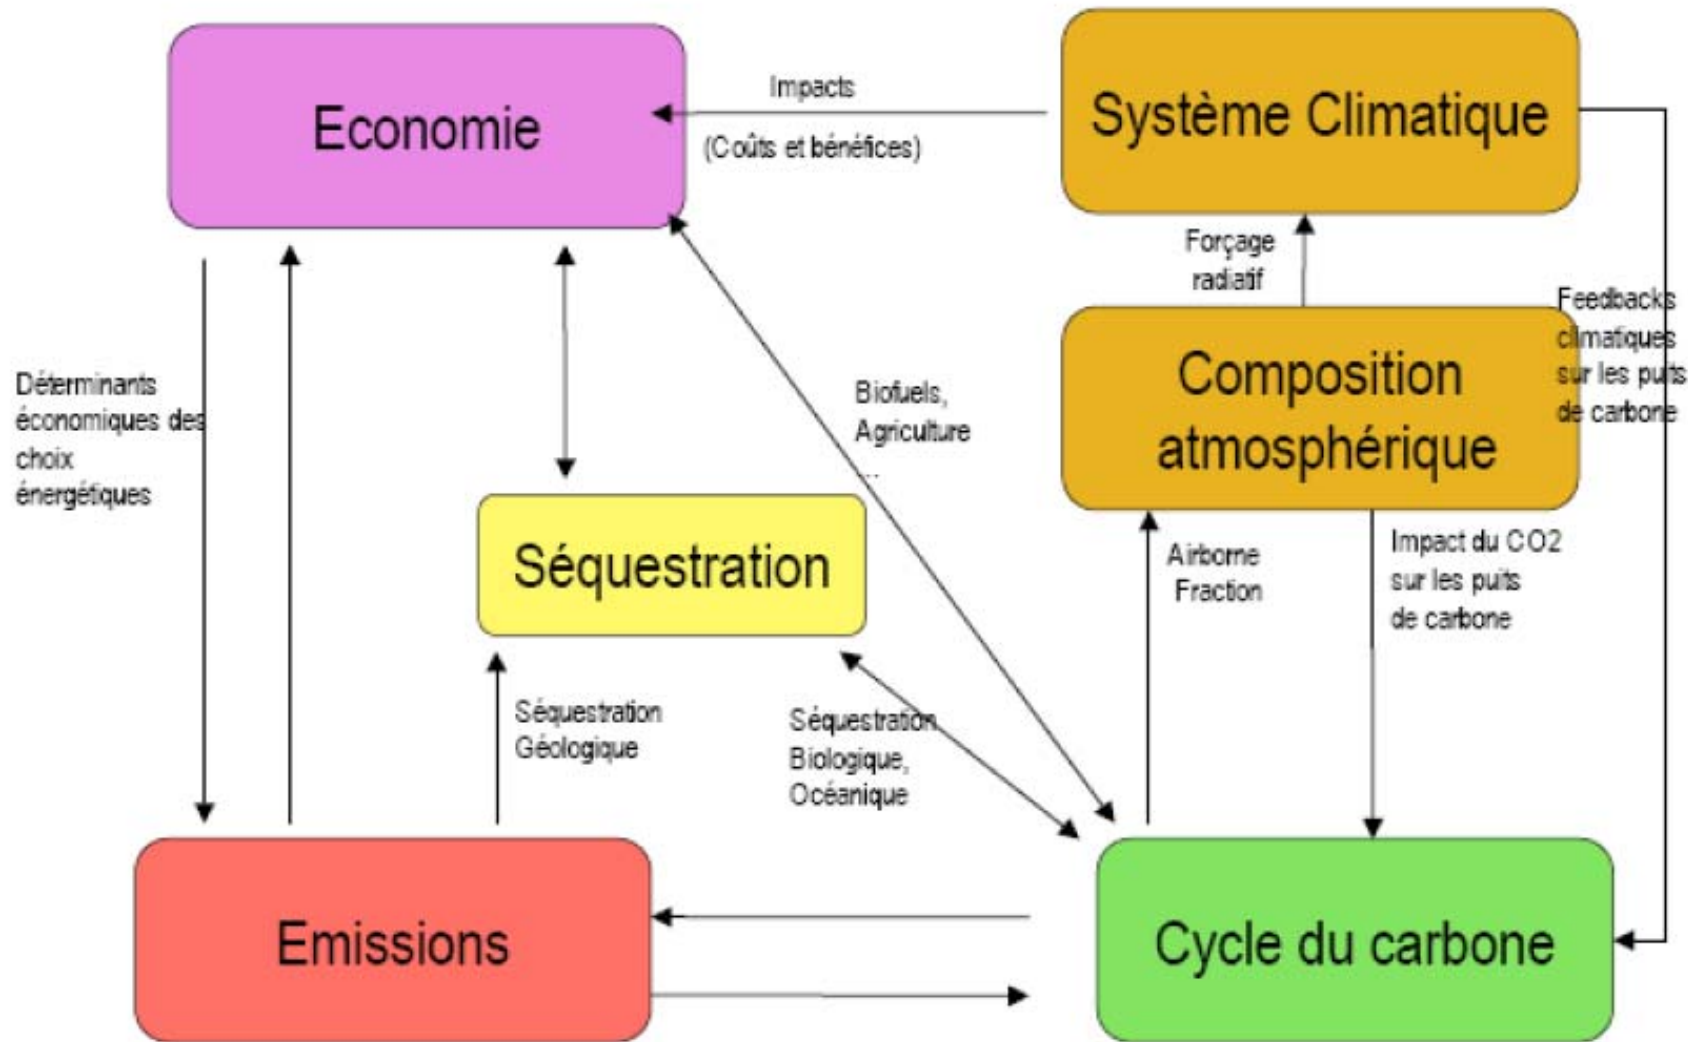 Economie
Impacts
(Coûts et bénéfices)
Système Climatique
Forçage
radiatif
Feedbacks
climatiques
sur les puits
de carbone
Composition
atmosphérique
Déterminants
économiques des
choix
énergétiques
Biofuels,
Agriculture
...
Séquestration
Airborne
Fraction
Impact du CO2
sur les puits
de carbone
Séquestration
Géologique
Séquestration
Biologique,
Océanique
Emissions
Cycle du carbone